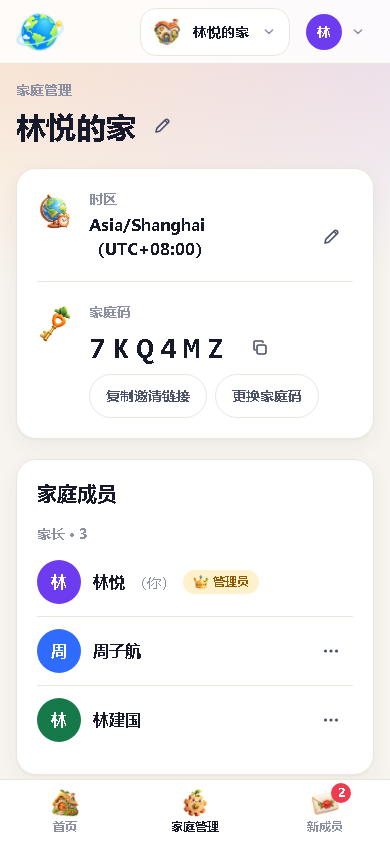 林悦的家
林
家庭管理
林悦的家
时区
Asia/Shanghai
（UTC+08:00）
家庭码
7KQ4MZ
复制邀请链接
更换家庭码
家庭成员
家长 • 3
林
林悦 （你）
管理员
周
周子航
林
林建国
2
首页
家庭管理
新成员